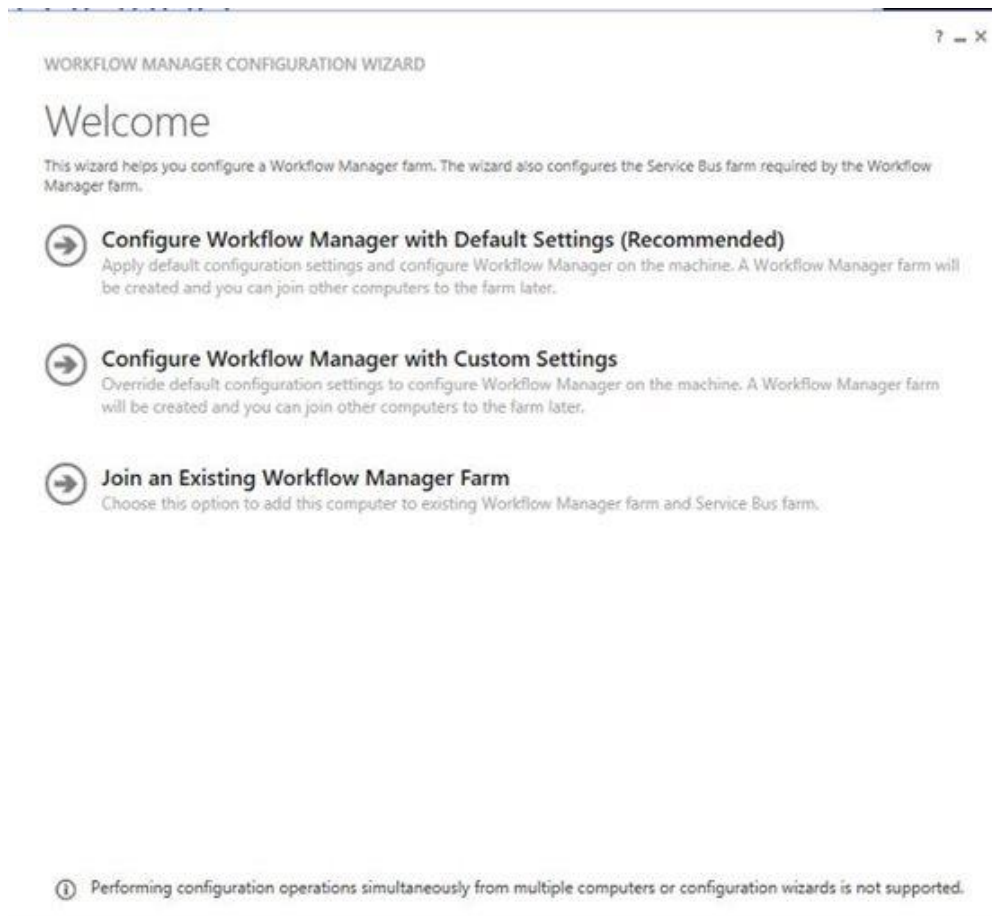 ? – ×
WORKFLOW MANAGER CONFIGURATION WIZARD
Welcome
This wizard helps you configure a Workflow Manager farm. The wizard also configures the Service Bus farm required by the Workflow
Manager farm.
Configure Workflow Manager with Default Settings (Recommended)
Apply default configuration settings and configure Workflow Manager on the machine. A Workflow Manager farm will
be created and you can join other computers to the farm later.
Configure Workflow Manager with Custom Settings
Override default configuration settings to configure Workflow Manager on the machine. A Workflow Manager farm
will be created and you can join other computers to the farm later.
Join an Existing Workflow Manager Farm
Choose this option to add this computer to existing Workflow Manager farm and Service Bus farm.
Performing configuration operations simultaneously from multiple computers or configuration wizards is not supported.